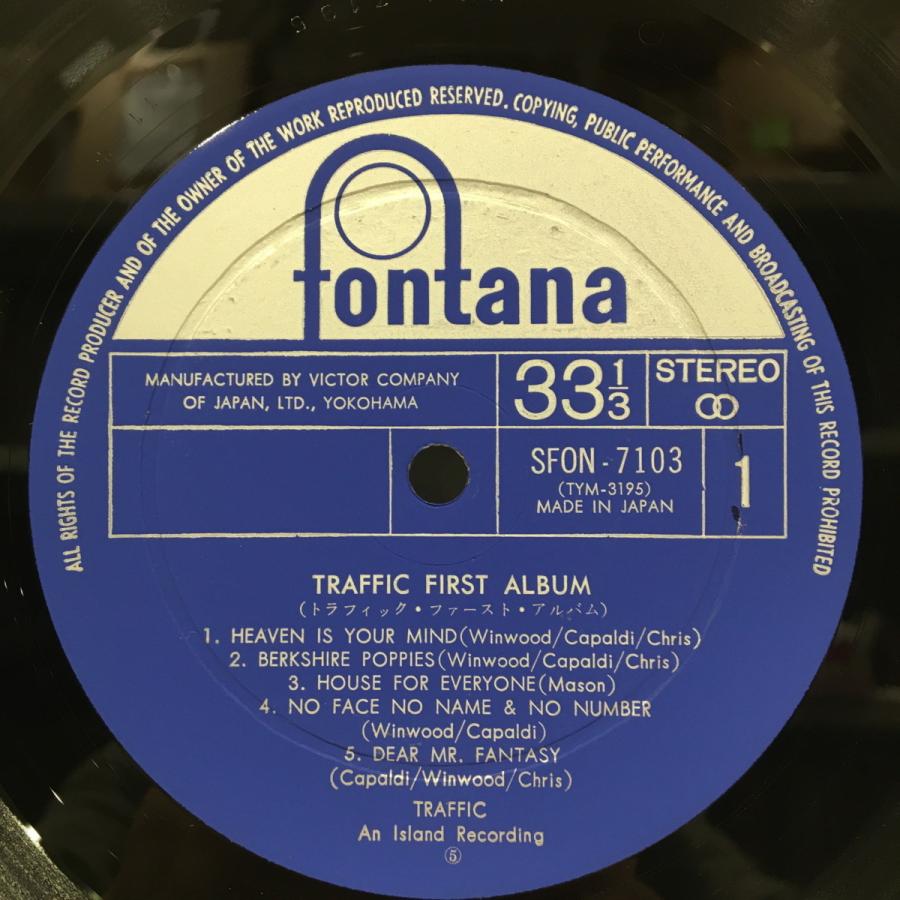 ALL RIGHTS OF THE RECORD PRODUCER AND OF THE OWNER OF THE WORK REPRODUCED RESERVED. COPYING, PUBLIC PERFORMANCE AND BROADCASTING OF THIS RECORD PROHIBITED
fontana
MANUFACTURED BY VICTOR COMPANY
OF JAPAN, LTD., YOKOHAMA
33 1/3
STEREO
SFON-7103
(TYM-3195)
MADE IN JAPAN
1
TRAFFIC FIRST ALBUM
(トラフィック・ファースト・アルバム)
1. HEAVEN IS YOUR MIND(Winwood/Capaldi/Chris)
2. BERKSHIRE POPPIES(Winwood/Capaldi/Chris)
3. HOUSE FOR EVERYONE(Mason)
4. NO FACE NO NAME & NO NUMBER
(Winwood/Capaldi)
5. DEAR MR. FANTASY
(Capaldi/Winwood/Chris)
TRAFFIC
An Island Recording
⑤